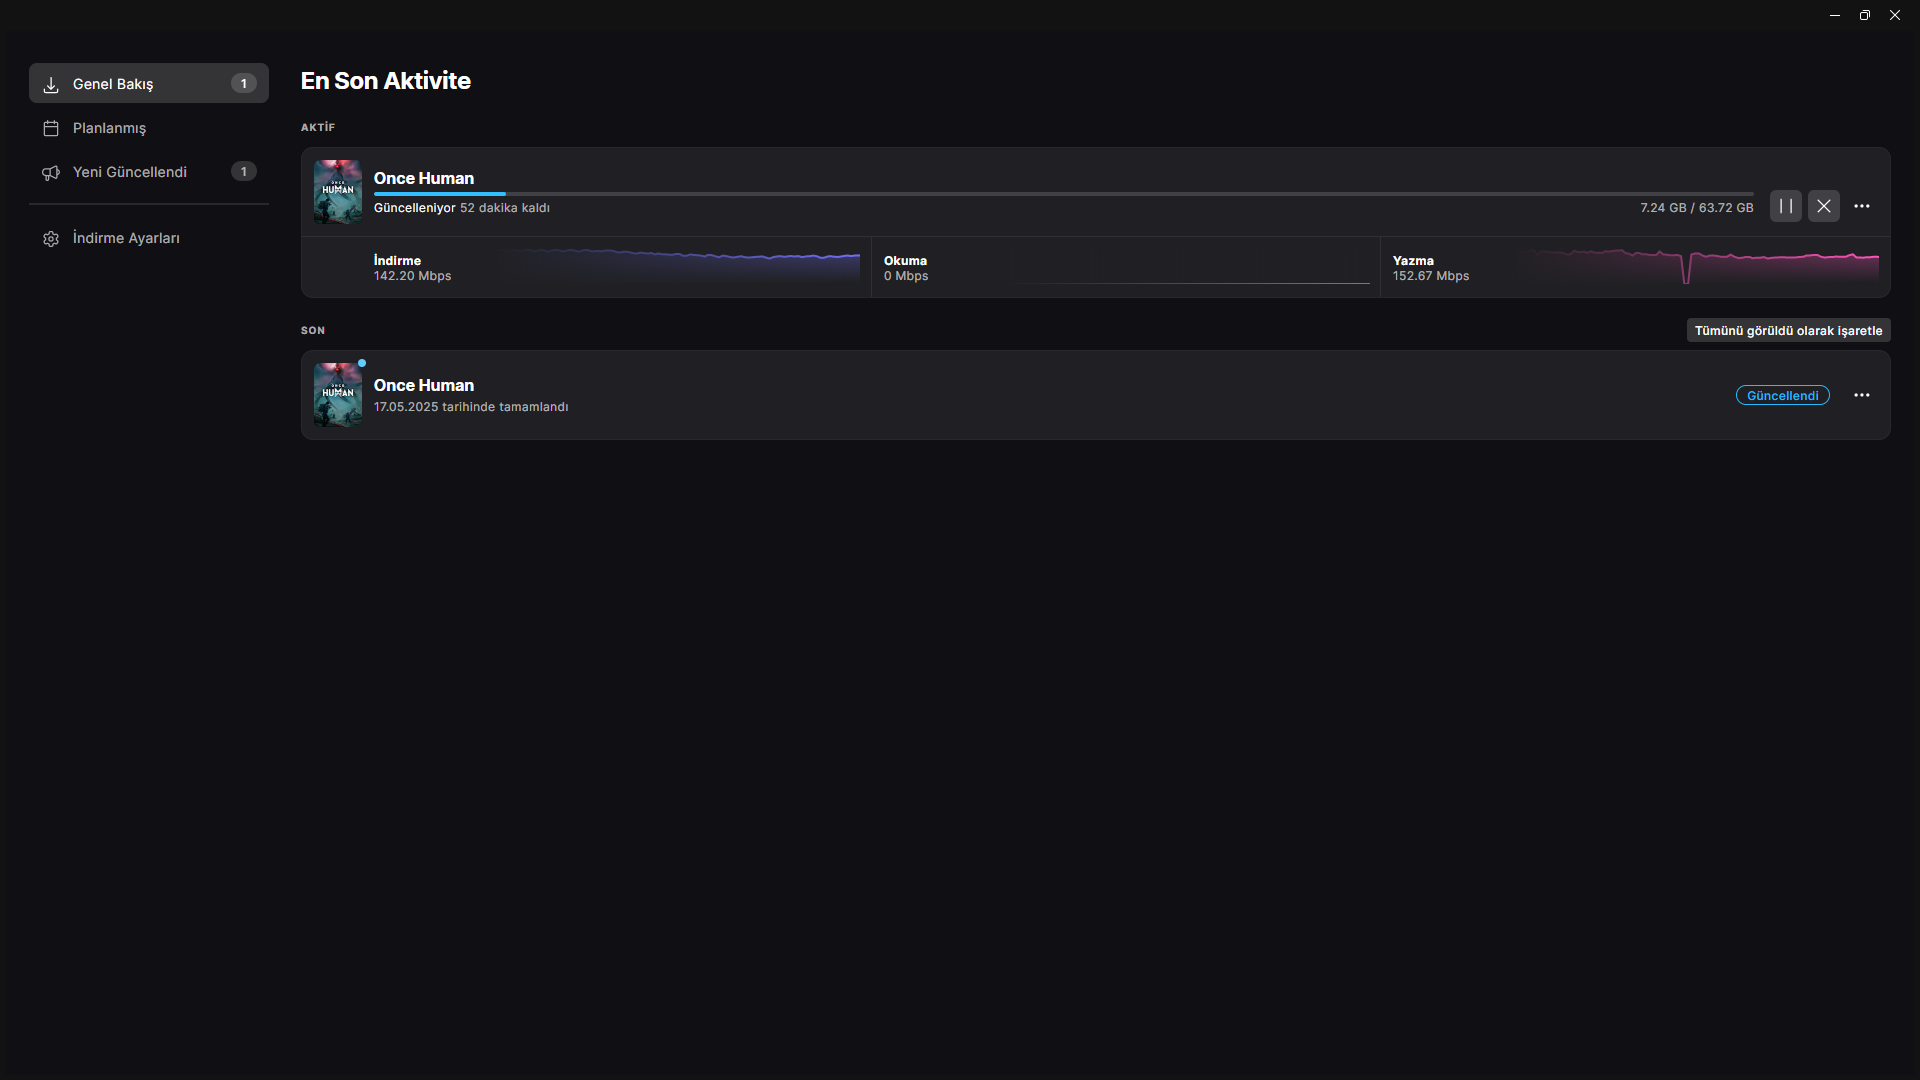 Genel Bakış
1
Planlanmış
Yeni Güncellendi
1
İndirme Ayarları
En Son Aktivite
AKTİF
ONCE
HUMAN
Once Human
Güncelleniyor 52 dakika kaldı
7.24 GB / 63.72 GB
İndirme
142.20 Mbps
Okuma
0 Mbps
Yazma
152.67 Mbps
SON
Tümünü görüldü olarak işaretle
ONCE
HUMAN
Once Human
17.05.2025 tarihinde tamamlandı
Güncellendi